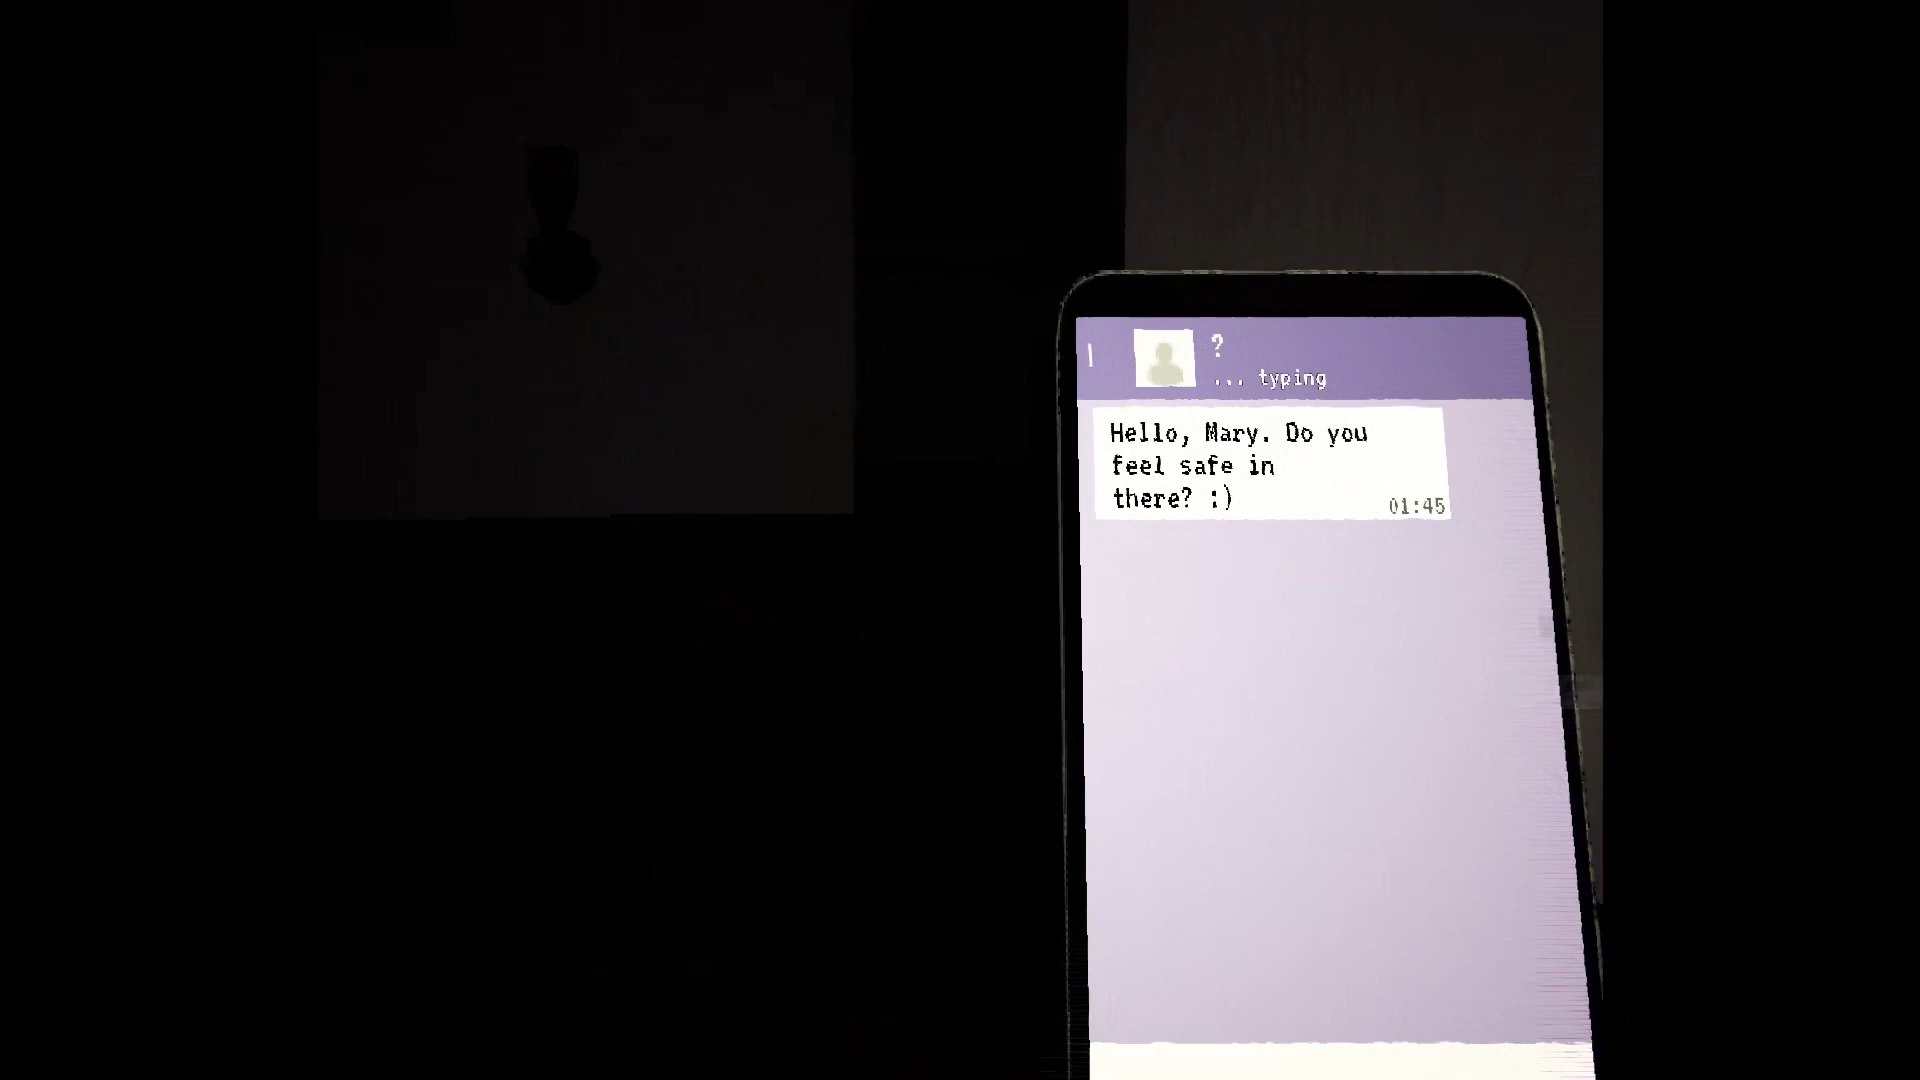 ?
... typing
Hello, Mary. Do you
feel safe in
there? :)
01:45